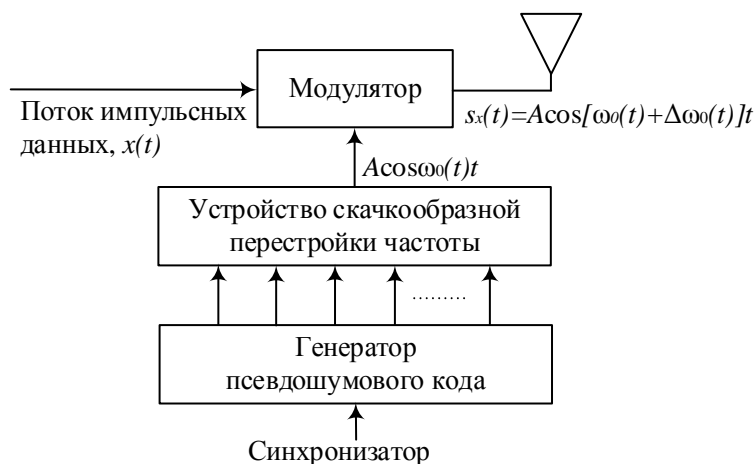 Модулятор
Поток импульсных
данных, x(t)
sₓ(t)=Acos[ω₀(t)+Δω₀(t)]t
Acosω₀(t)t
Устройство скачкообразной
перестройки частоты
.........
Генератор
псевдошумового кода
Синхронизатор